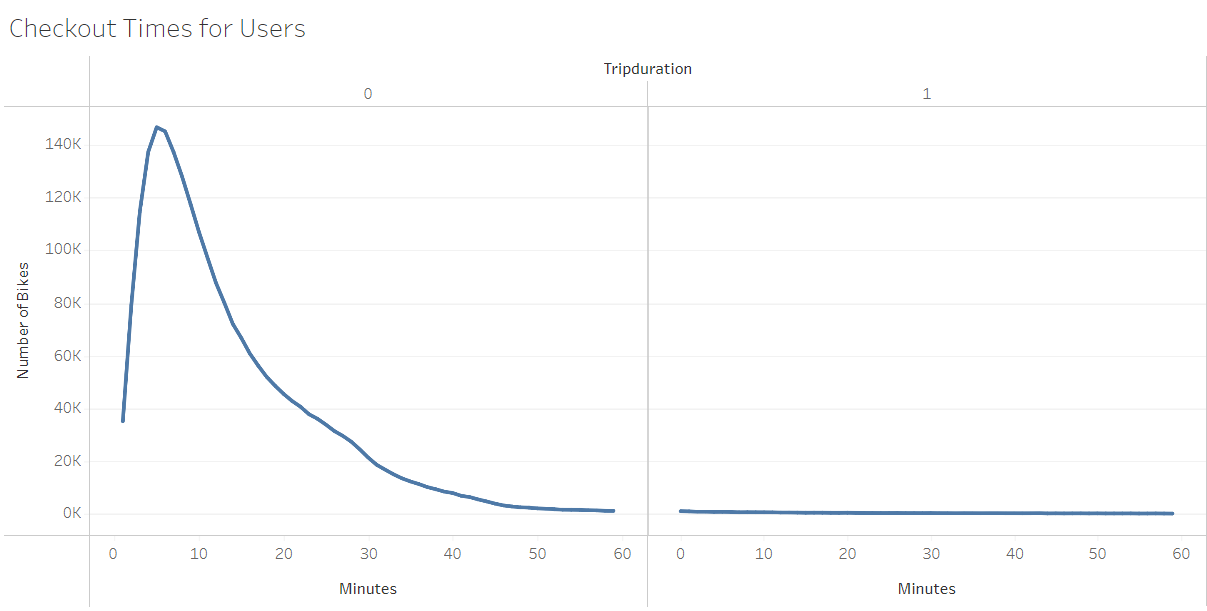 Checkout Times for Users
Tripduration
0 1
140K
120K
100K
80K
60K
40K
20K
0K
Number of Bikes
0 10 20 30 40 50 60 0 10 20 30 40 50 60
Minutes Minutes